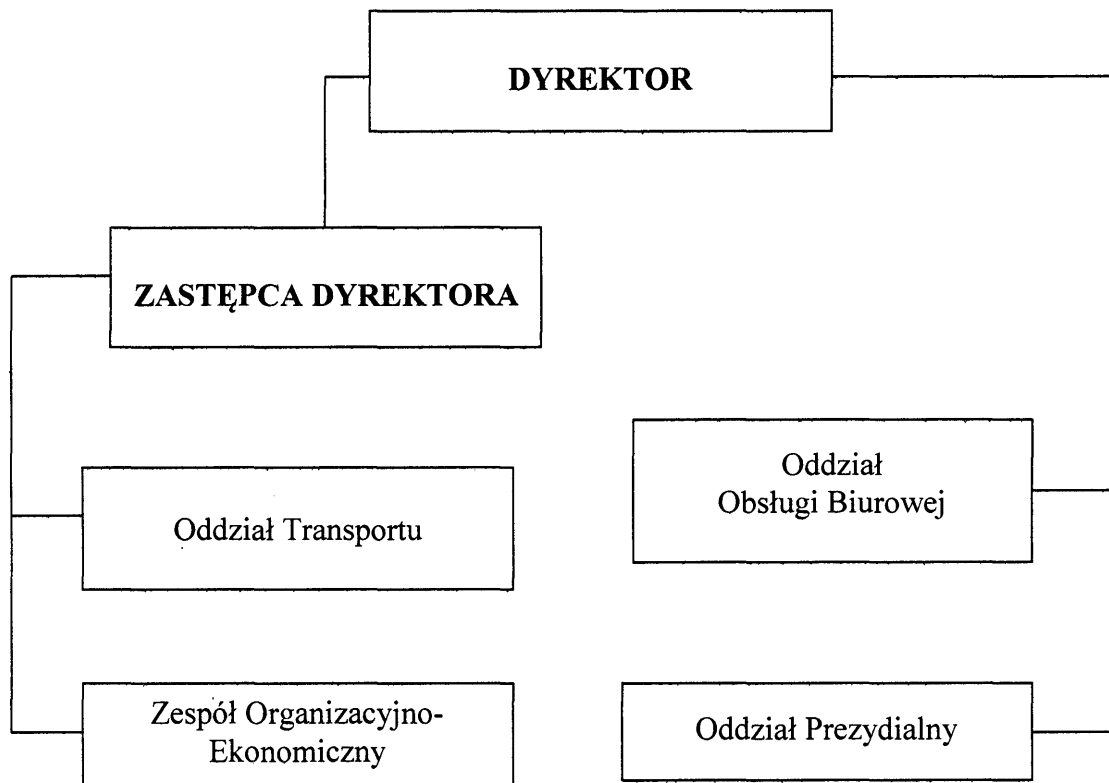 DYREKTOR
ZASTĘPCA DYREKTORA
Oddział
Obsługi Biurowej
Oddział Transportu
Zespół Organizacyjno-
Ekonomiczny
Oddział Prezydialny